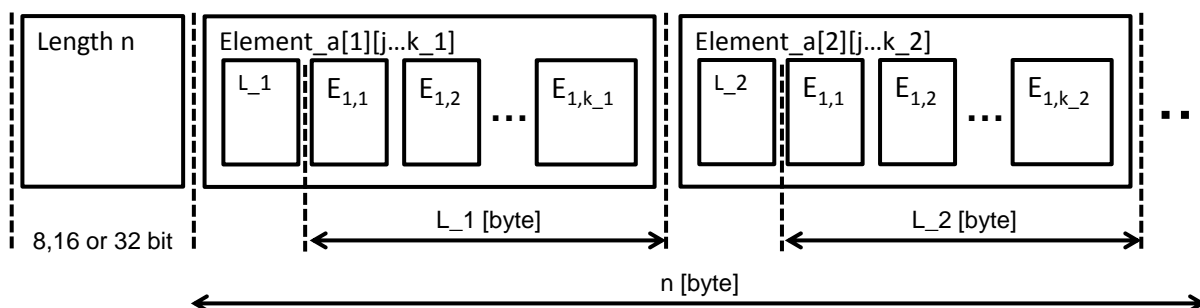 Length n
Element_a[1][j...k_1]
L_1
E1,1
E1,2
...
E1,k_1
Element_a[2][j...k_2]
L_2
E1,1
E1,2
...
E1,k_2
..
8,16 or 32 bit
L_1 [byte]
L_2 [byte]
n [byte]